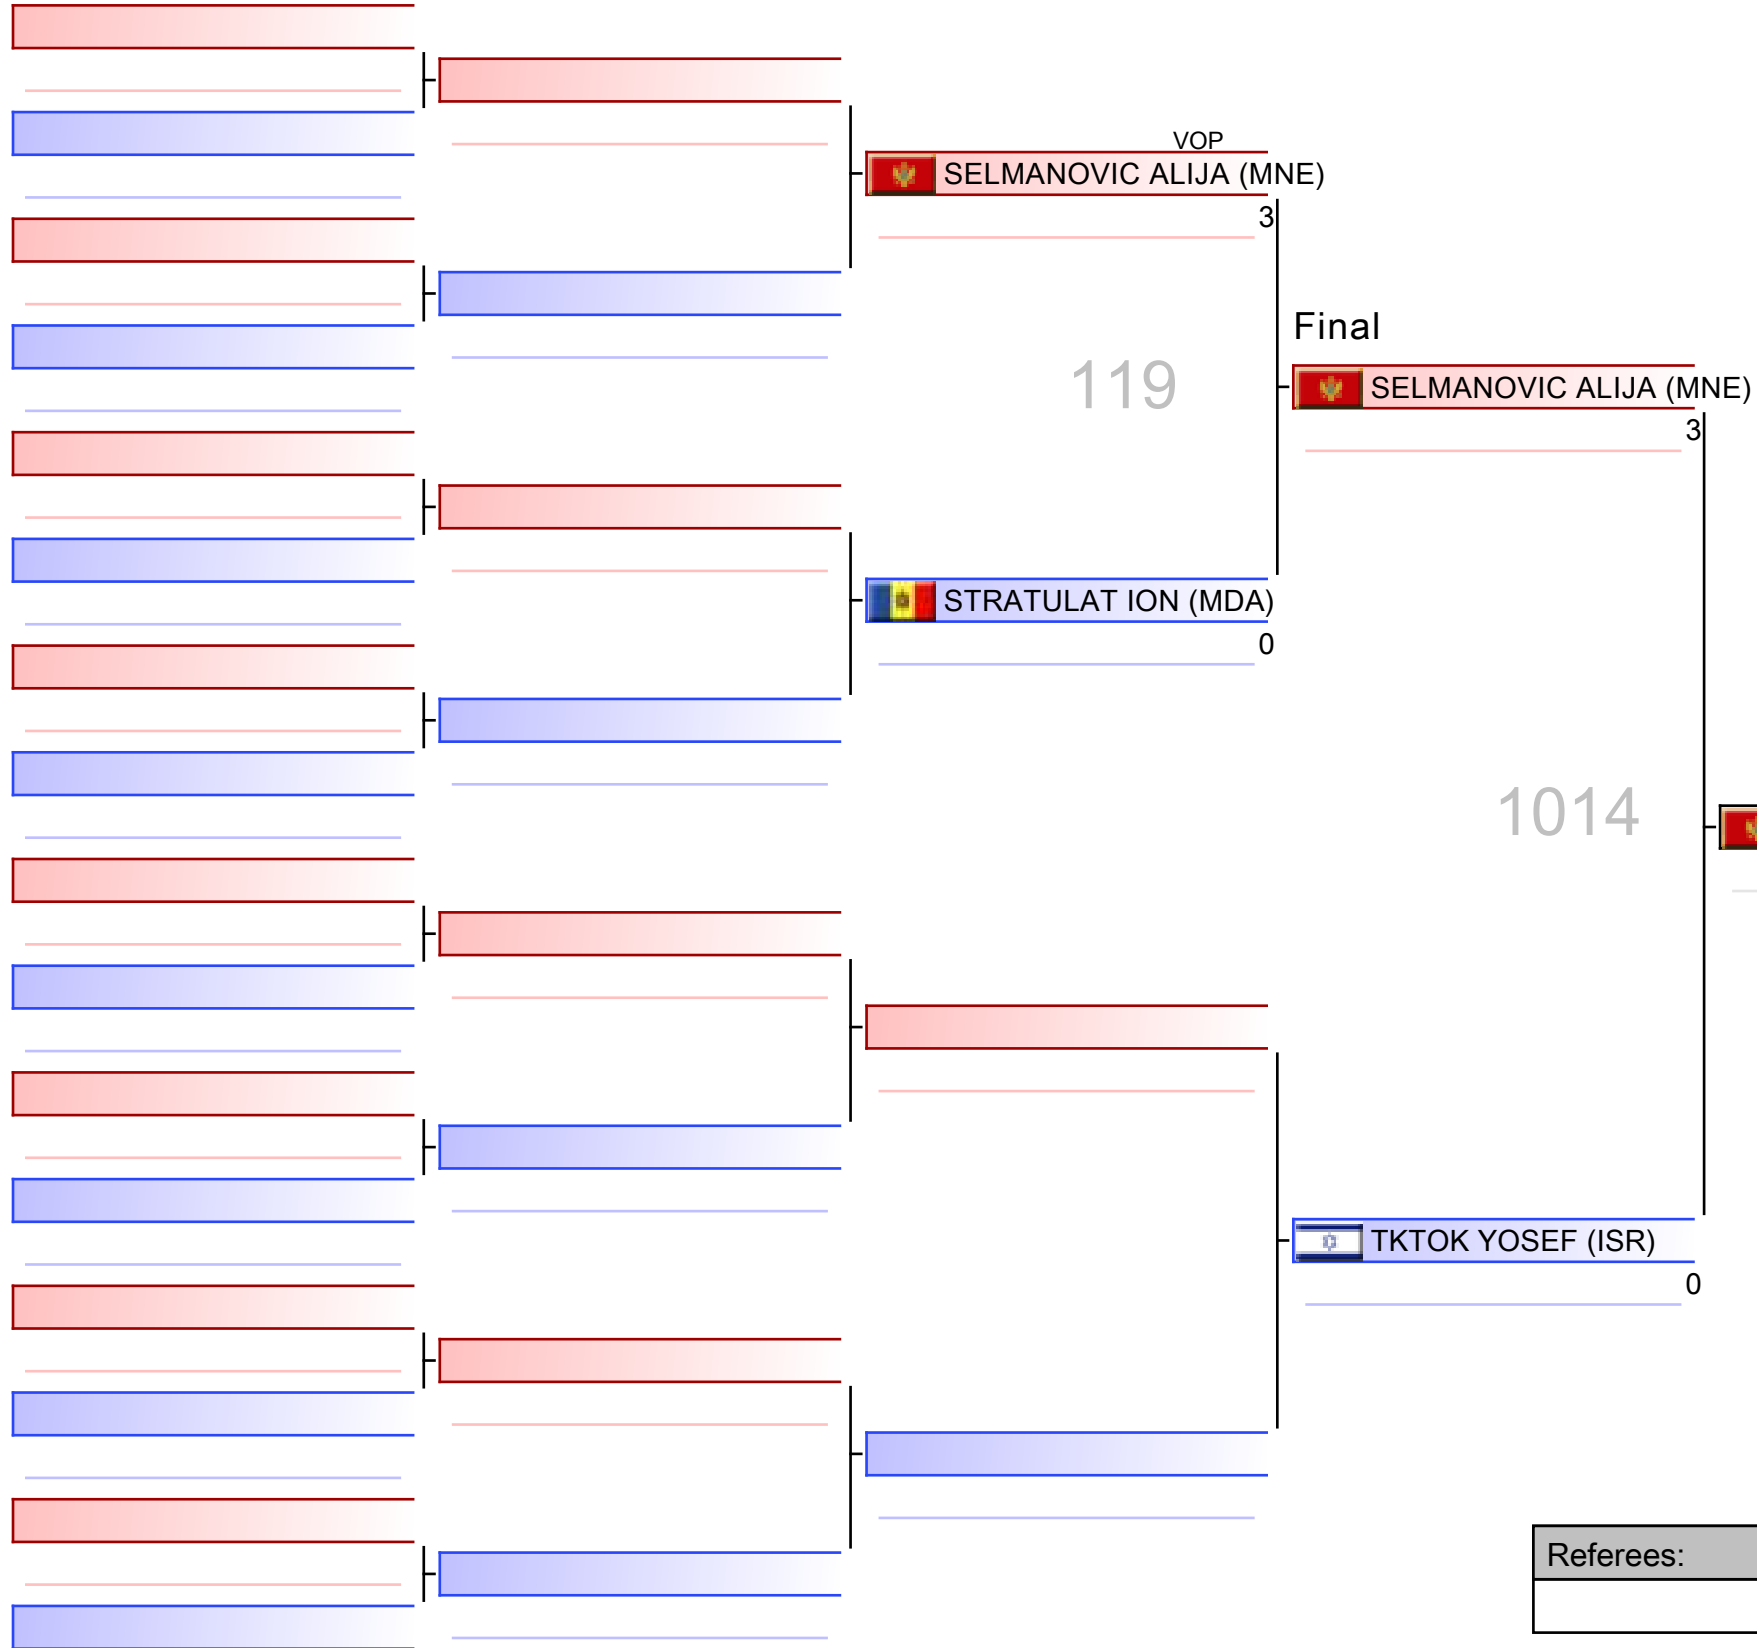 VOP
SELMANOVIC ALIJA (MNE)
3
Final
119
SELMANOVIC ALIJA (MNE)
3
STRATULAT ION (MDA)
0
1014
TKTOK YOSEF (ISR)
0
Referees: